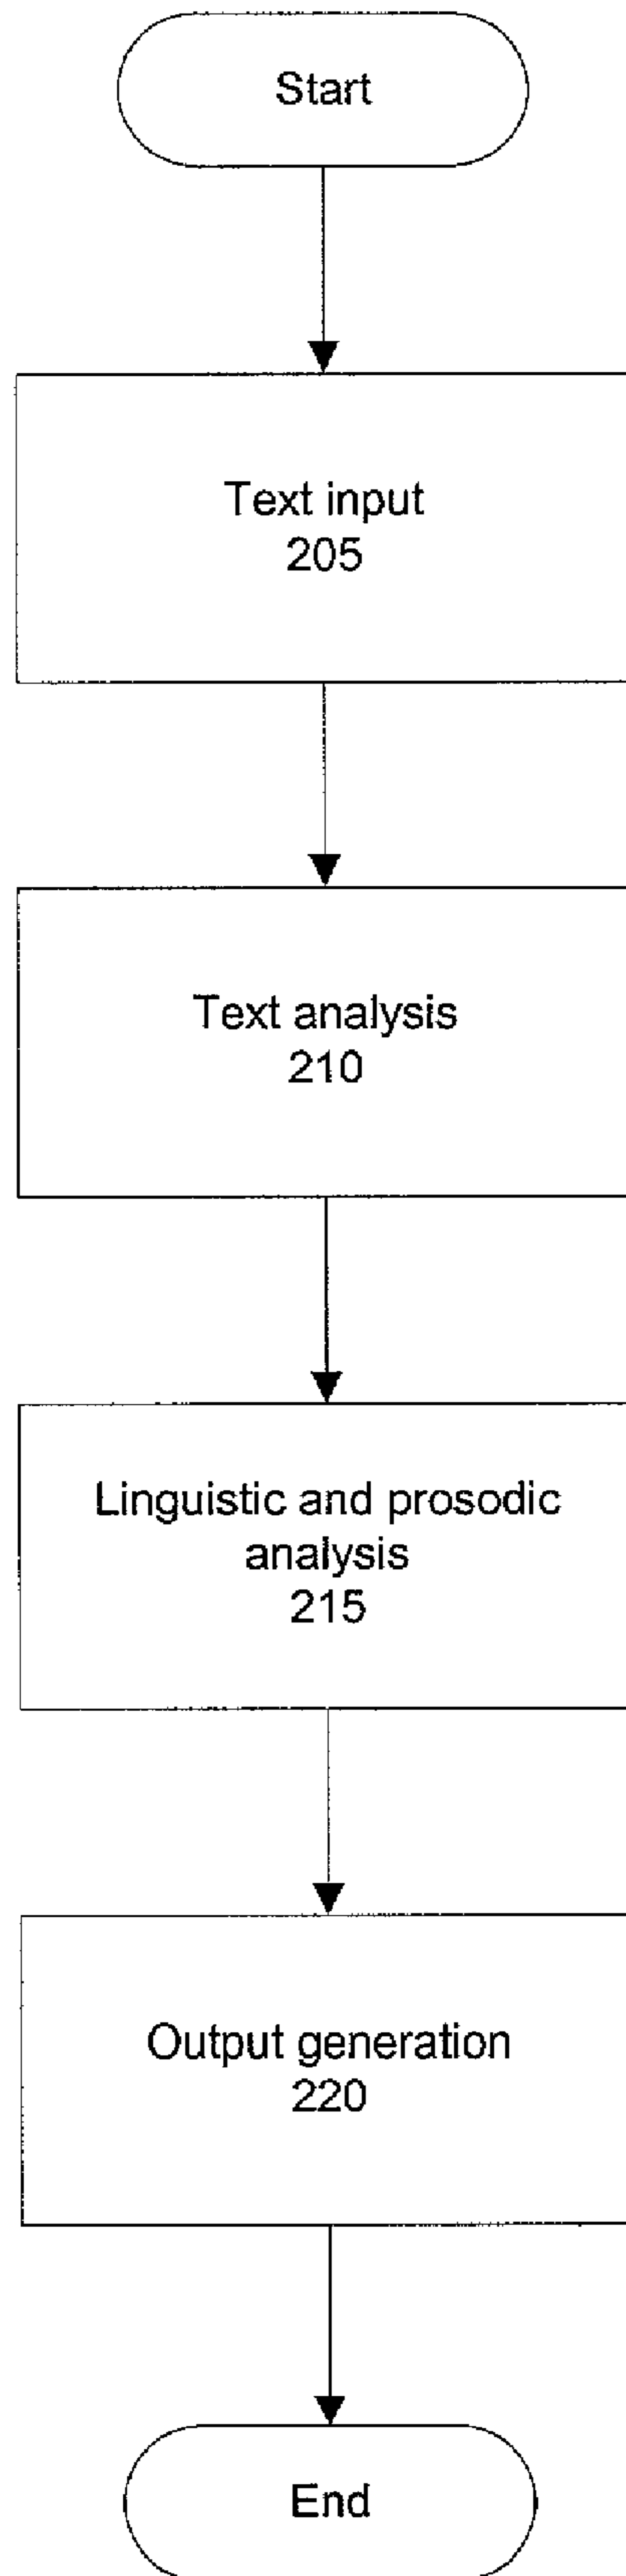 Start
Text input
205
Text analysis
210
Linguistic and prosodic
analysis
215
Output generation
220
End